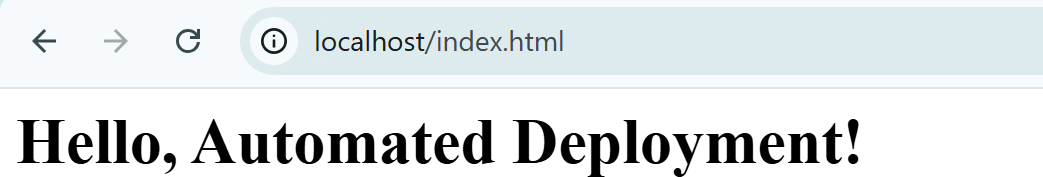 localhost/index.html
Hello, Automated Deployment!